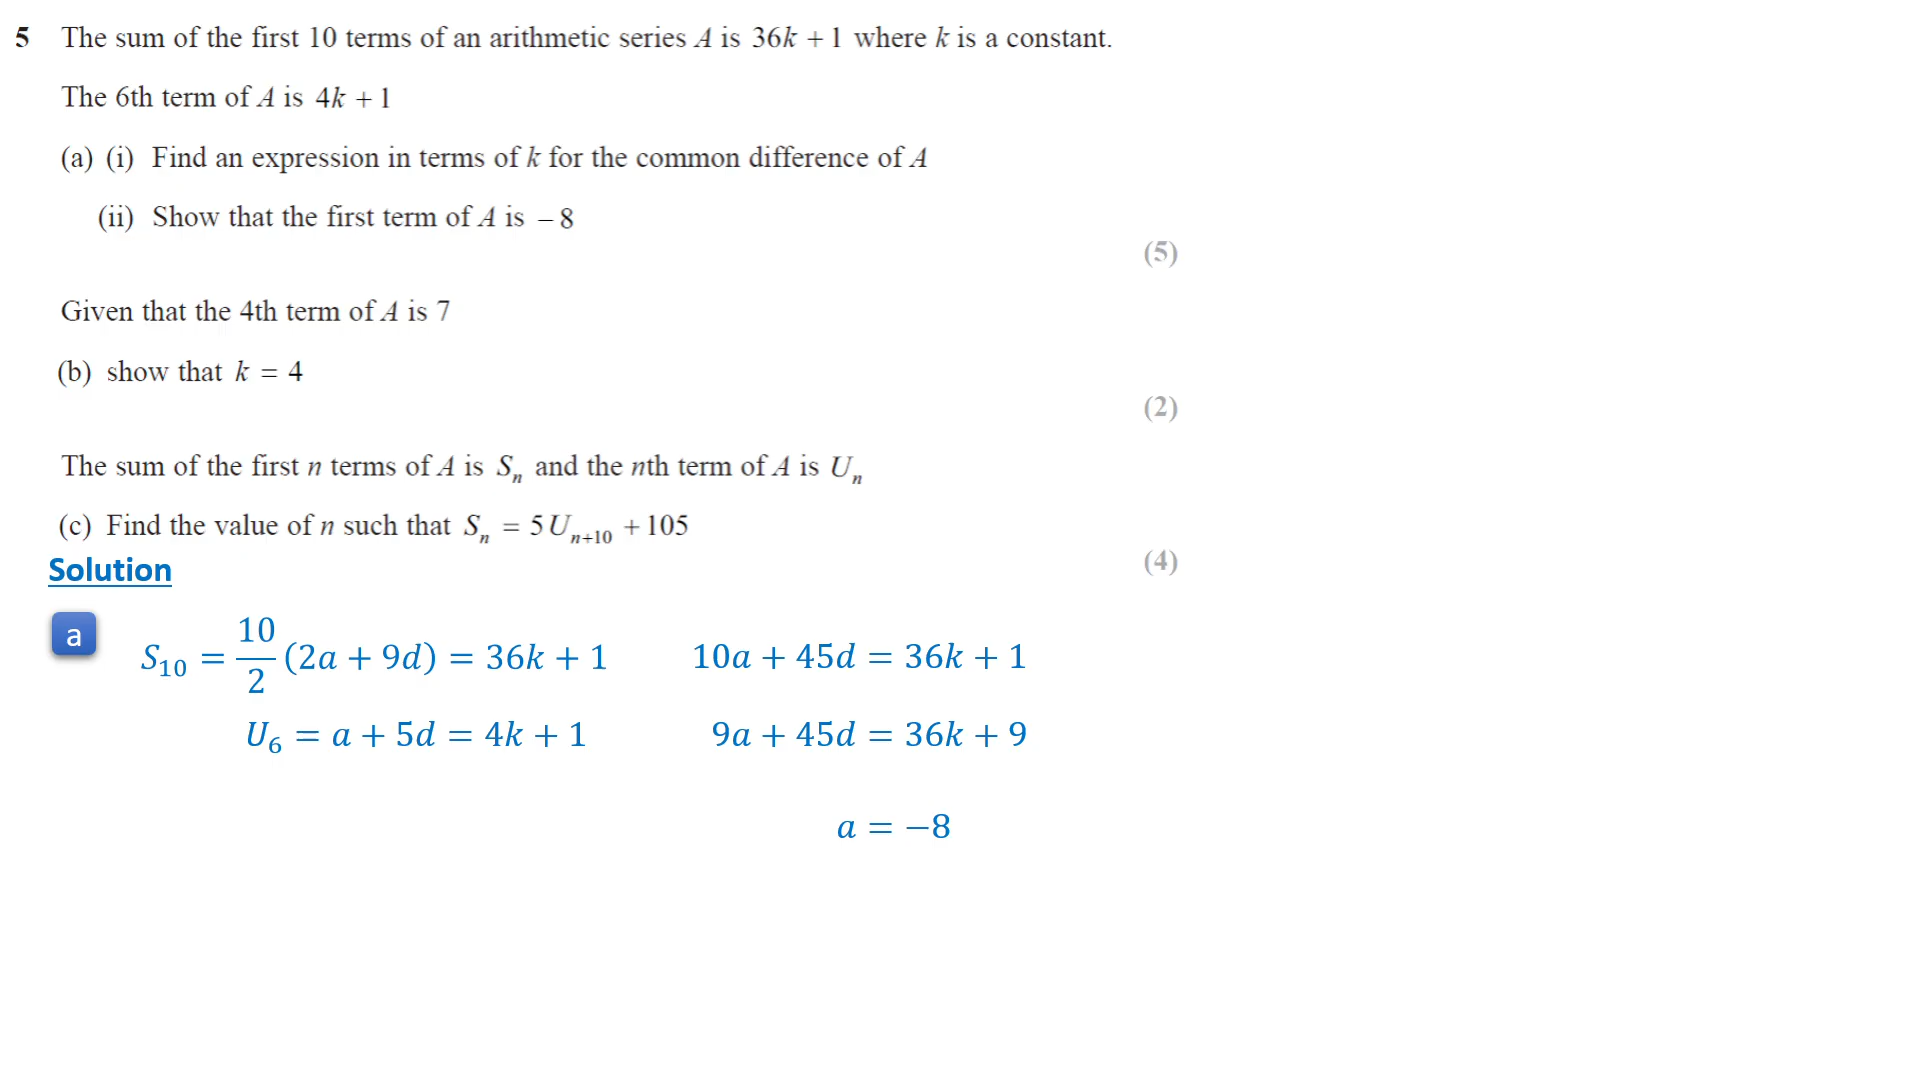 5 The sum of the first 10 terms of an arithmetic series A is 36k + 1 where k is a constant.
The 6th term of A is 4k + 1
(a) (i) Find an expression in terms of k for the common difference of A
(ii) Show that the first term of A is – 8
(5)
Given that the 4th term of A is 7
(b) show that k = 4
(2)
The sum of the first n terms of A is Sₙ and the nth term of A is Uₙ
(c) Find the value of n such that Sₙ = 5Uₙ₊₁₀ + 105
(4)
Solution
a
S₁₀ = 10/2 (2a + 9d) = 36k + 1 10a + 45d = 36k + 1
U₆ = a + 5d = 4k + 1 9a + 45d = 36k + 9
a = −8